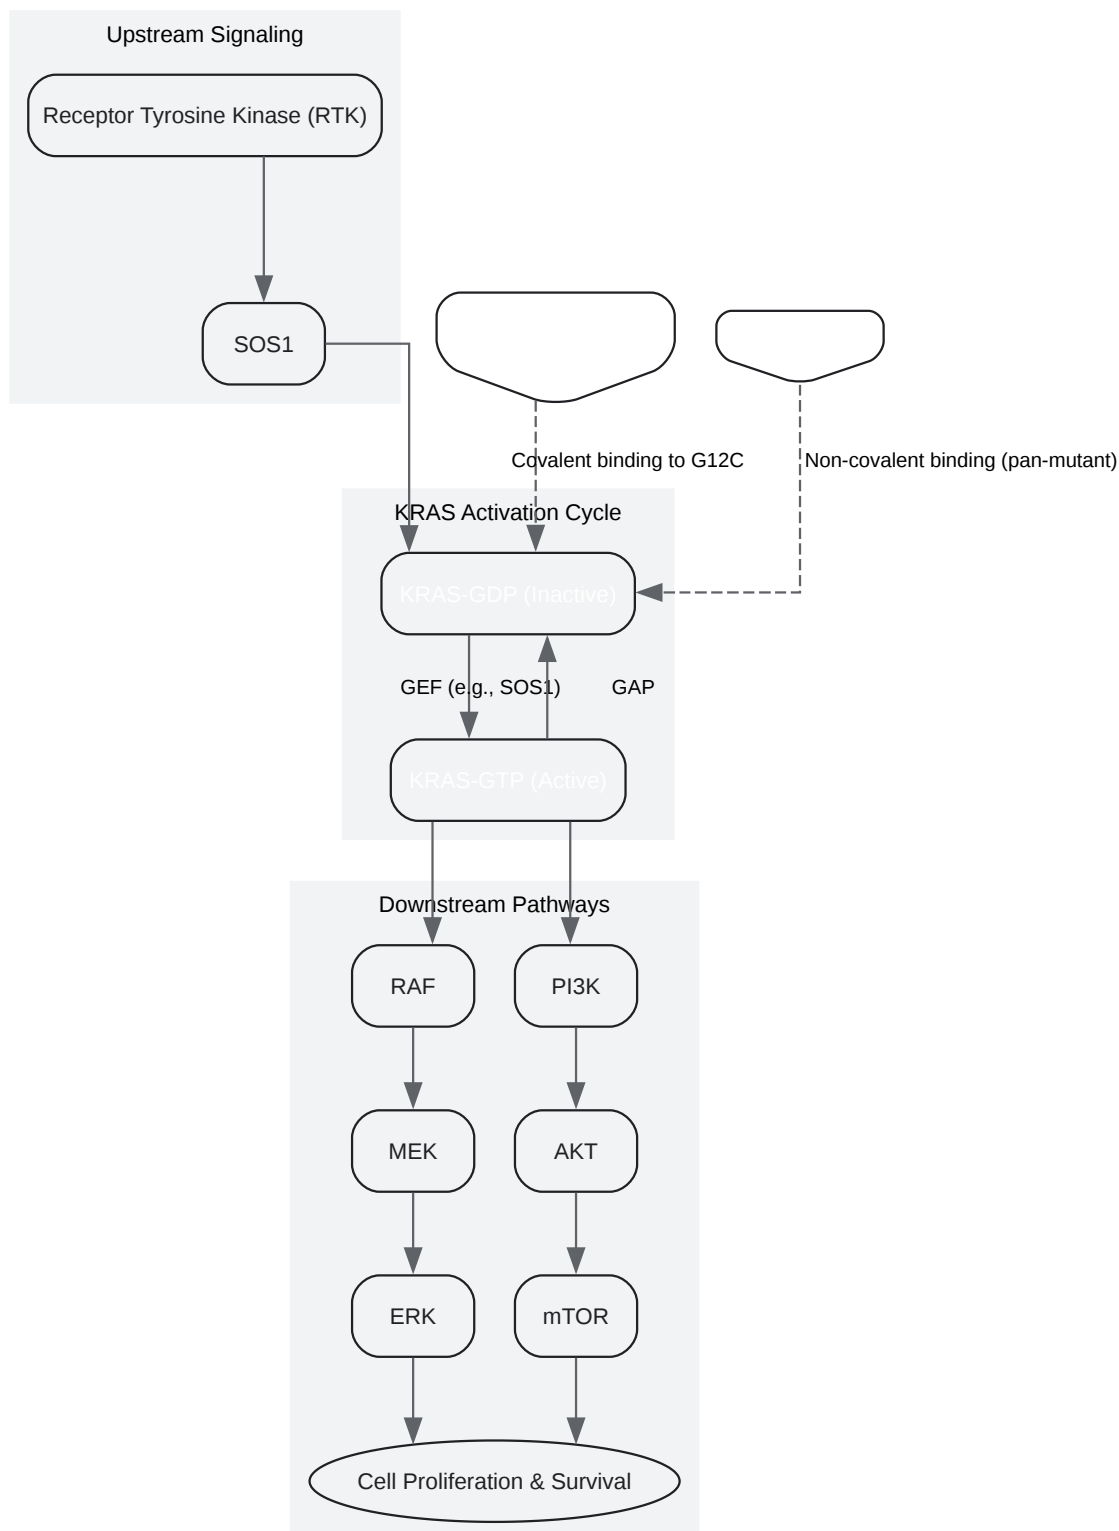 Upstream Signaling
Receptor Tyrosine Kinase (RTK)
SOS1
Covalent binding to G12C
Non-covalent binding (pan-mutant)
KRAS Activation Cycle
KRAS-GDP (Inactive)
GEF (e.g., SOS1)
GAP
KRAS-GTP (Active)
Downstream Pathways
RAF
PI3K
MEK
AKT
ERK
mTOR
Cell Proliferation & Survival